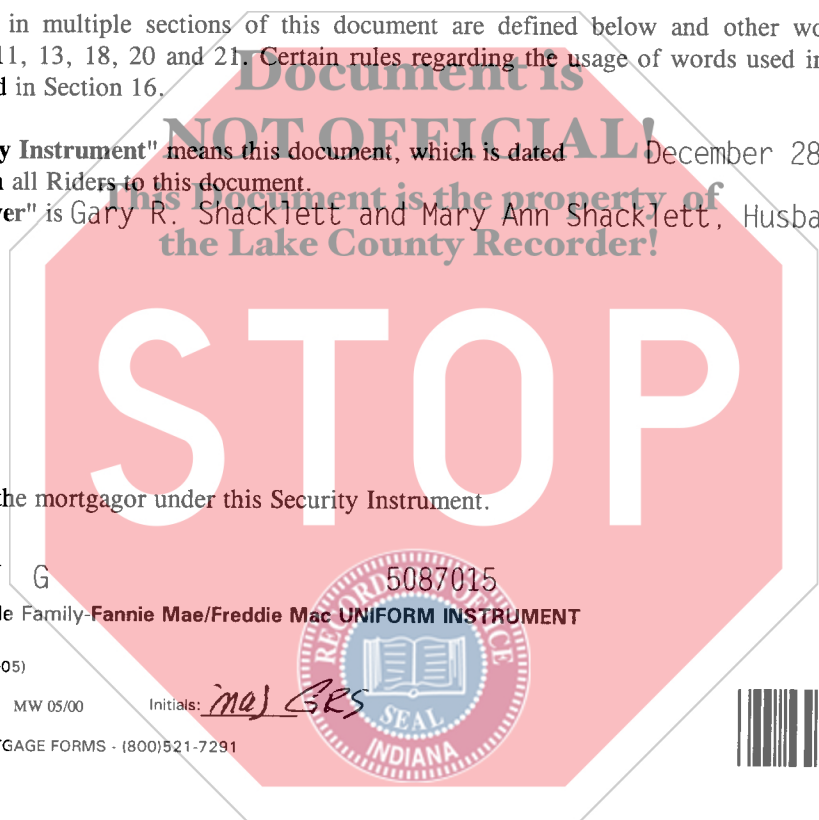 in multiple sections of this document are defined below and other wo
11, 13, 18, 20 and 21. Certain rules regarding the usage of words used in
d in Section 16.
Document is
NOT OFFICIAL!
This Document is the property of
the Lake County Recorder!
y Instrument" means this document, which is dated December 28
all Riders to this document.
ver" is Gary R. Shacklett and Mary Ann Shacklett, Husba
STOP
the mortgagor under this Security Instrument.
G 5087015
le Family-Fannie Mae/Freddie Mac UNIFORM INSTRUMENT
-05)
MW 05/00 Initials: maj GRS
TGAGE FORMS - (800)521-7291
RECORDER'S OFFICE
SEAL
INDIANA